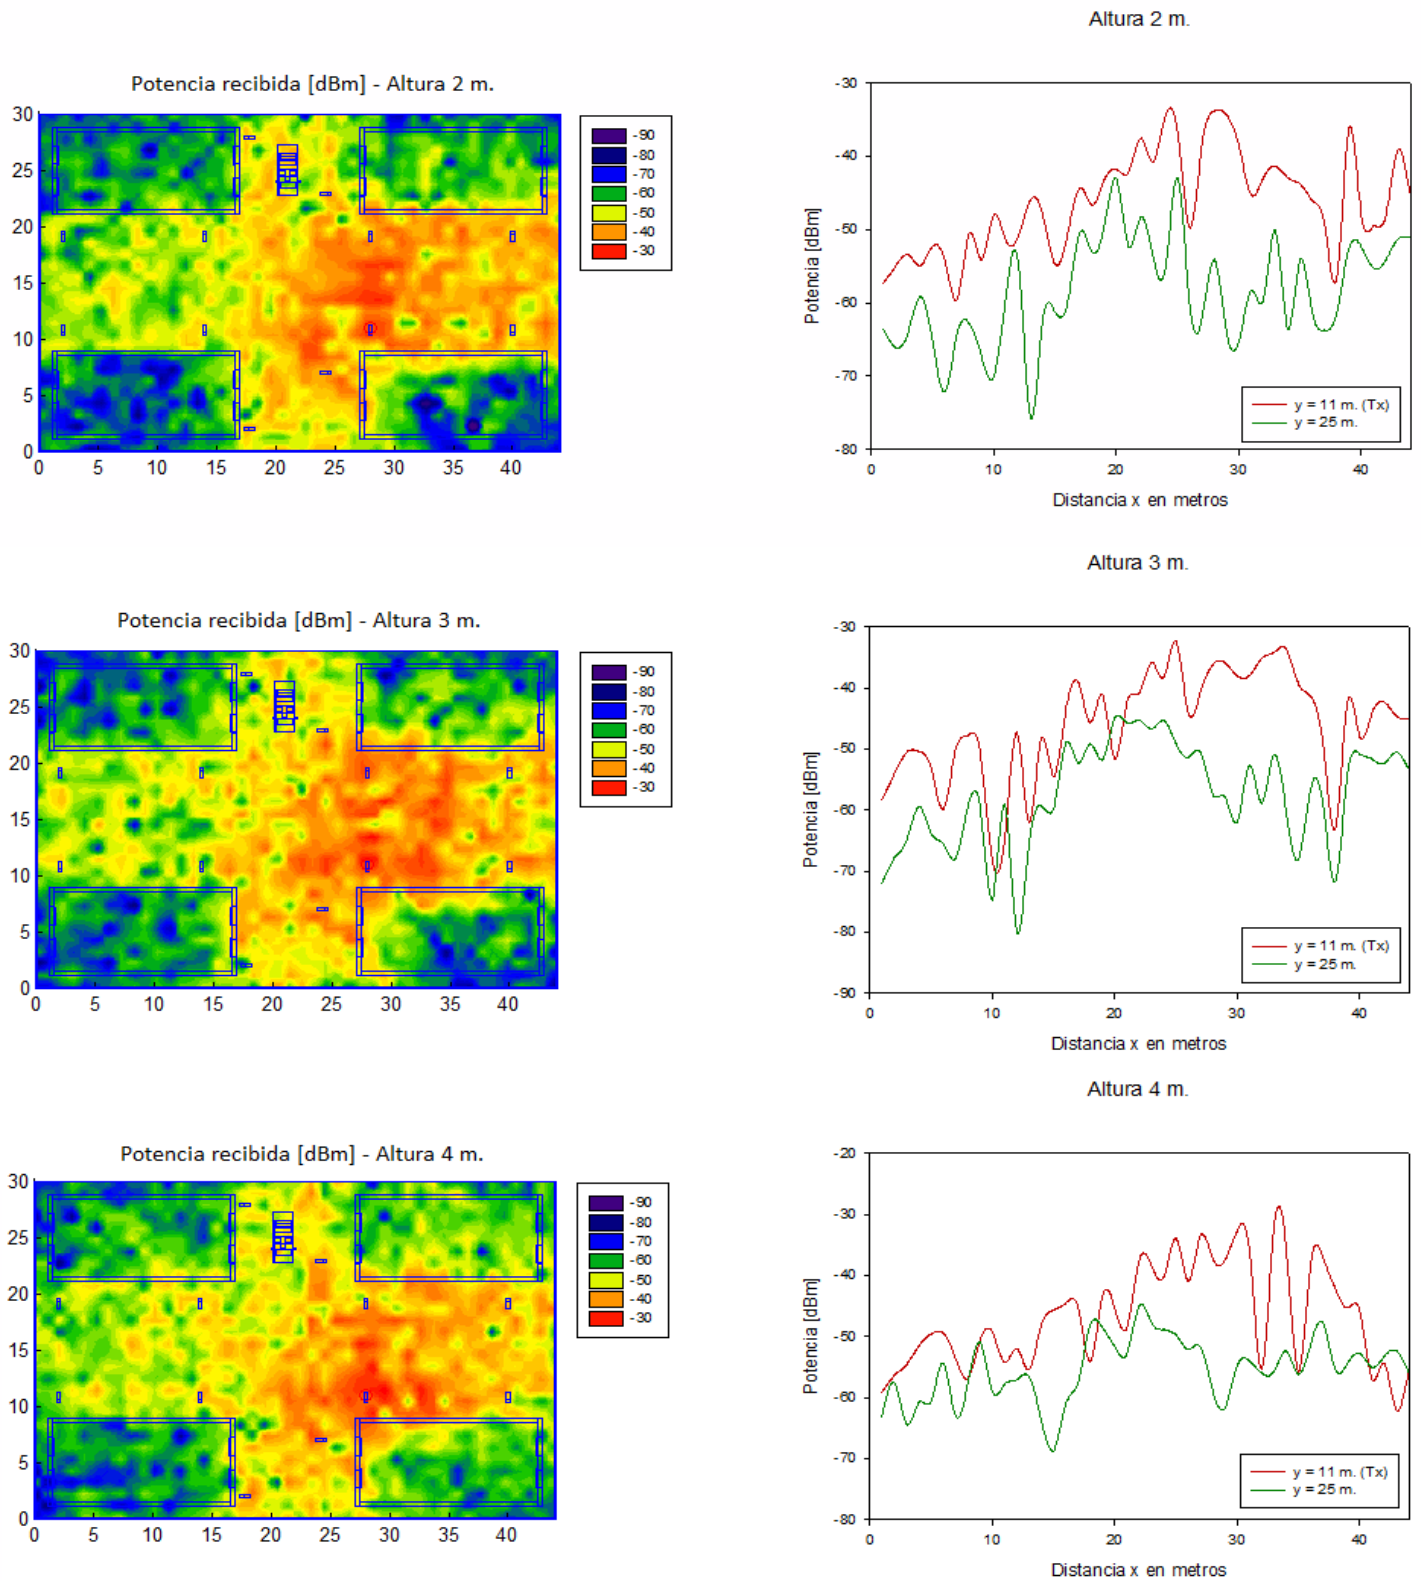 Altura 2 m.
Potencia recibida [dBm] - Altura 2 m.
30
25
20
15
10
5
0
0 5 10 15 20 25 30 35 40
-90
-80
-70
-60
-50
-40
-30
Potencia [dBm]
-30
-40
-50
-60
-70
-80
0 10 20 30 40
y = 11 m. (Tx)
y = 25 m.
Distancia x en metros
Altura 3 m.
Potencia recibida [dBm] - Altura 3 m.
30
25
20
15
10
5
0
0 5 10 15 20 25 30 35 40
-90
-80
-70
-60
-50
-40
-30
Potencia [dBm]
-30
-40
-50
-60
-70
-80
-90
0 10 20 30 40
y = 11 m. (Tx)
y = 25 m.
Distancia x en metros
Altura 4 m.
Potencia recibida [dBm] - Altura 4 m.
30
25
20
15
10
5
0
0 5 10 15 20 25 30 35 40
-90
-80
-70
-60
-50
-40
-30
Potencia [dBm]
-20
-30
-40
-50
-60
-70
-80
0 10 20 30 40
y = 11 m. (Tx)
y = 25 m.
Distancia x en metros